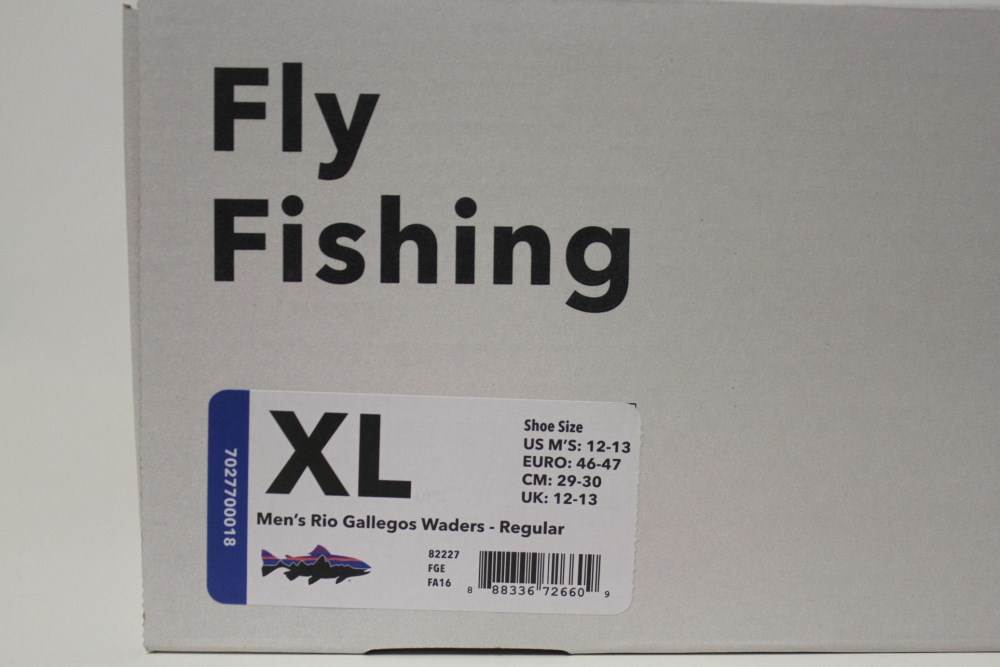 Fly
Fishing
7027700018
XL
Shoe Size
US M'S: 12-13
EURO: 46-47
CM: 29-30
UK: 12-13
Men's Rio Gallegos Waders - Regular
82227
FGE
FA16
8 88336 72660 9